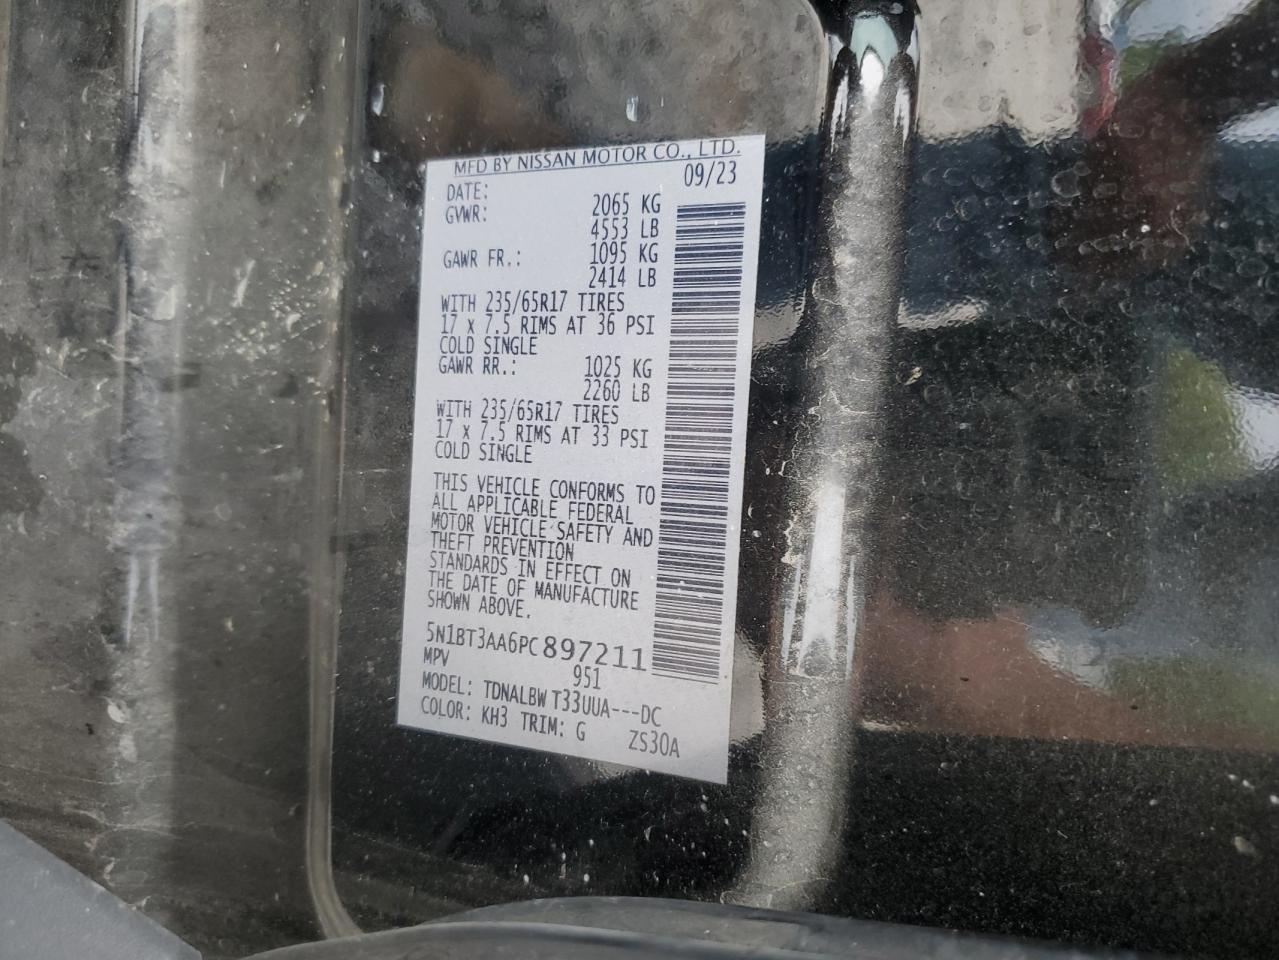 MFD BY NISSAN MOTOR CO., LTD.
DATE: 09/23
GVWR: 2065 KG
4553 LB
GAWR FR.: 1095 KG
2414 LB
WITH 235/65R17 TIRES
17 x 7.5 RIMS AT 36 PSI
COLD SINGLE
GAWR RR.: 1025 KG
2260 LB
WITH 235/65R17 TIRES
17 x 7.5 RIMS AT 33 PSI
COLD SINGLE
THIS VEHICLE CONFORMS TO
ALL APPLICABLE FEDERAL
MOTOR VEHICLE SAFETY AND
THEFT PREVENTION
STANDARDS IN EFFECT ON
THE DATE OF MANUFACTURE
SHOWN ABOVE.
5N1BT3AA6PC897211
MPV 951
MODEL: TDNALBW T33UUA---DC
COLOR: KH3 TRIM: G ZS30A